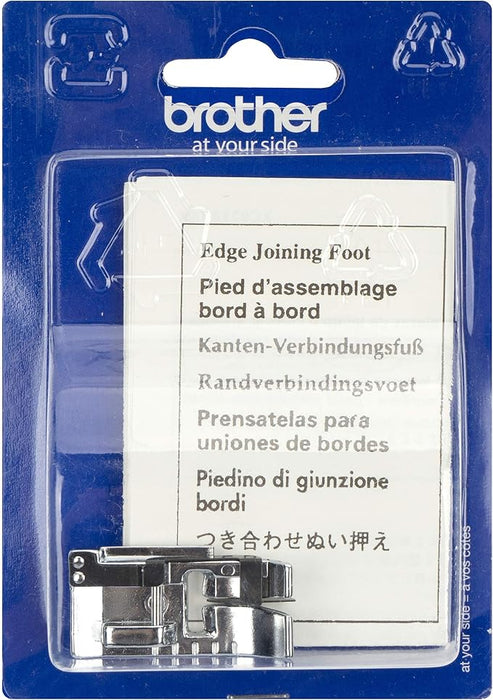 brother
at your side
Edge Joining Foot
Pied d'assemblage
bord à bord
Kanten-Verbindungsfuß
Randverbindingsvoet
Prensatelas para
uniones de bordes
Piedino di giunzione
bordi
つき合わせぬい押え
at your side = à vos côtés